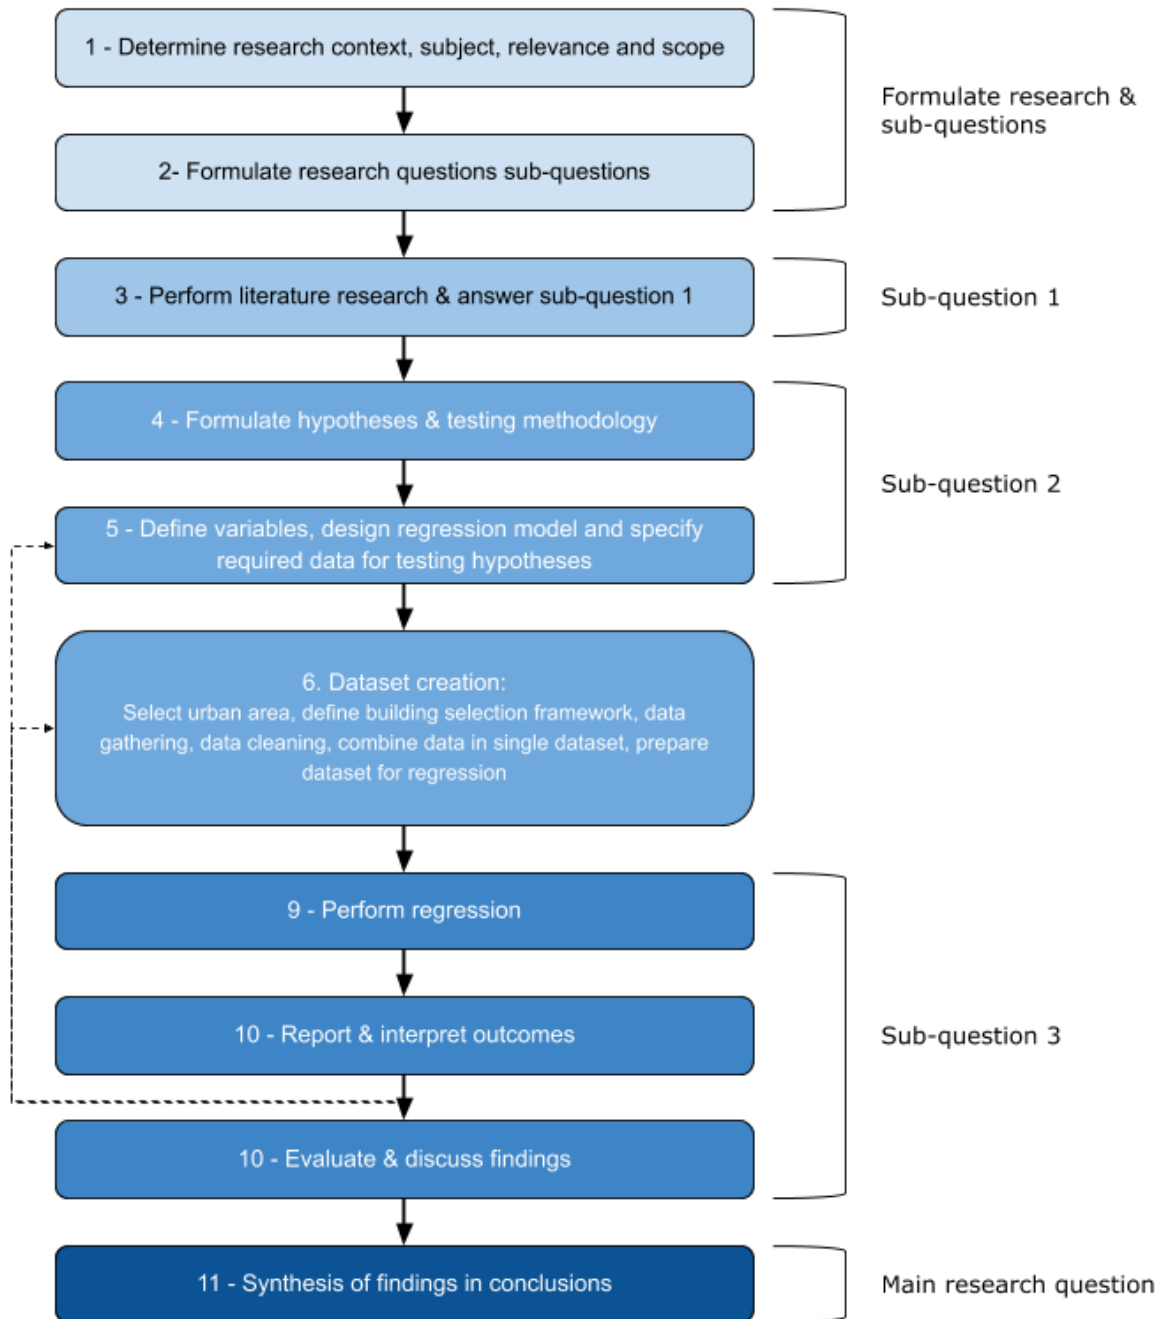 1 - Determine research context, subject, relevance and scope
Formulate research &
sub-questions
2- Formulate research questions sub-questions
3 - Perform literature research & answer sub-question 1
Sub-question 1
4 - Formulate hypotheses & testing methodology
Sub-question 2
5 - Define variables, design regression model and specify
required data for testing hypotheses
6. Dataset creation:
Select urban area, define building selection framework, data
gathering, data cleaning, combine data in single dataset, prepare
dataset for regression
9 - Perform regression
10 - Report & interpret outcomes
Sub-question 3
10 - Evaluate & discuss findings
11 - Synthesis of findings in conclusions
Main research question